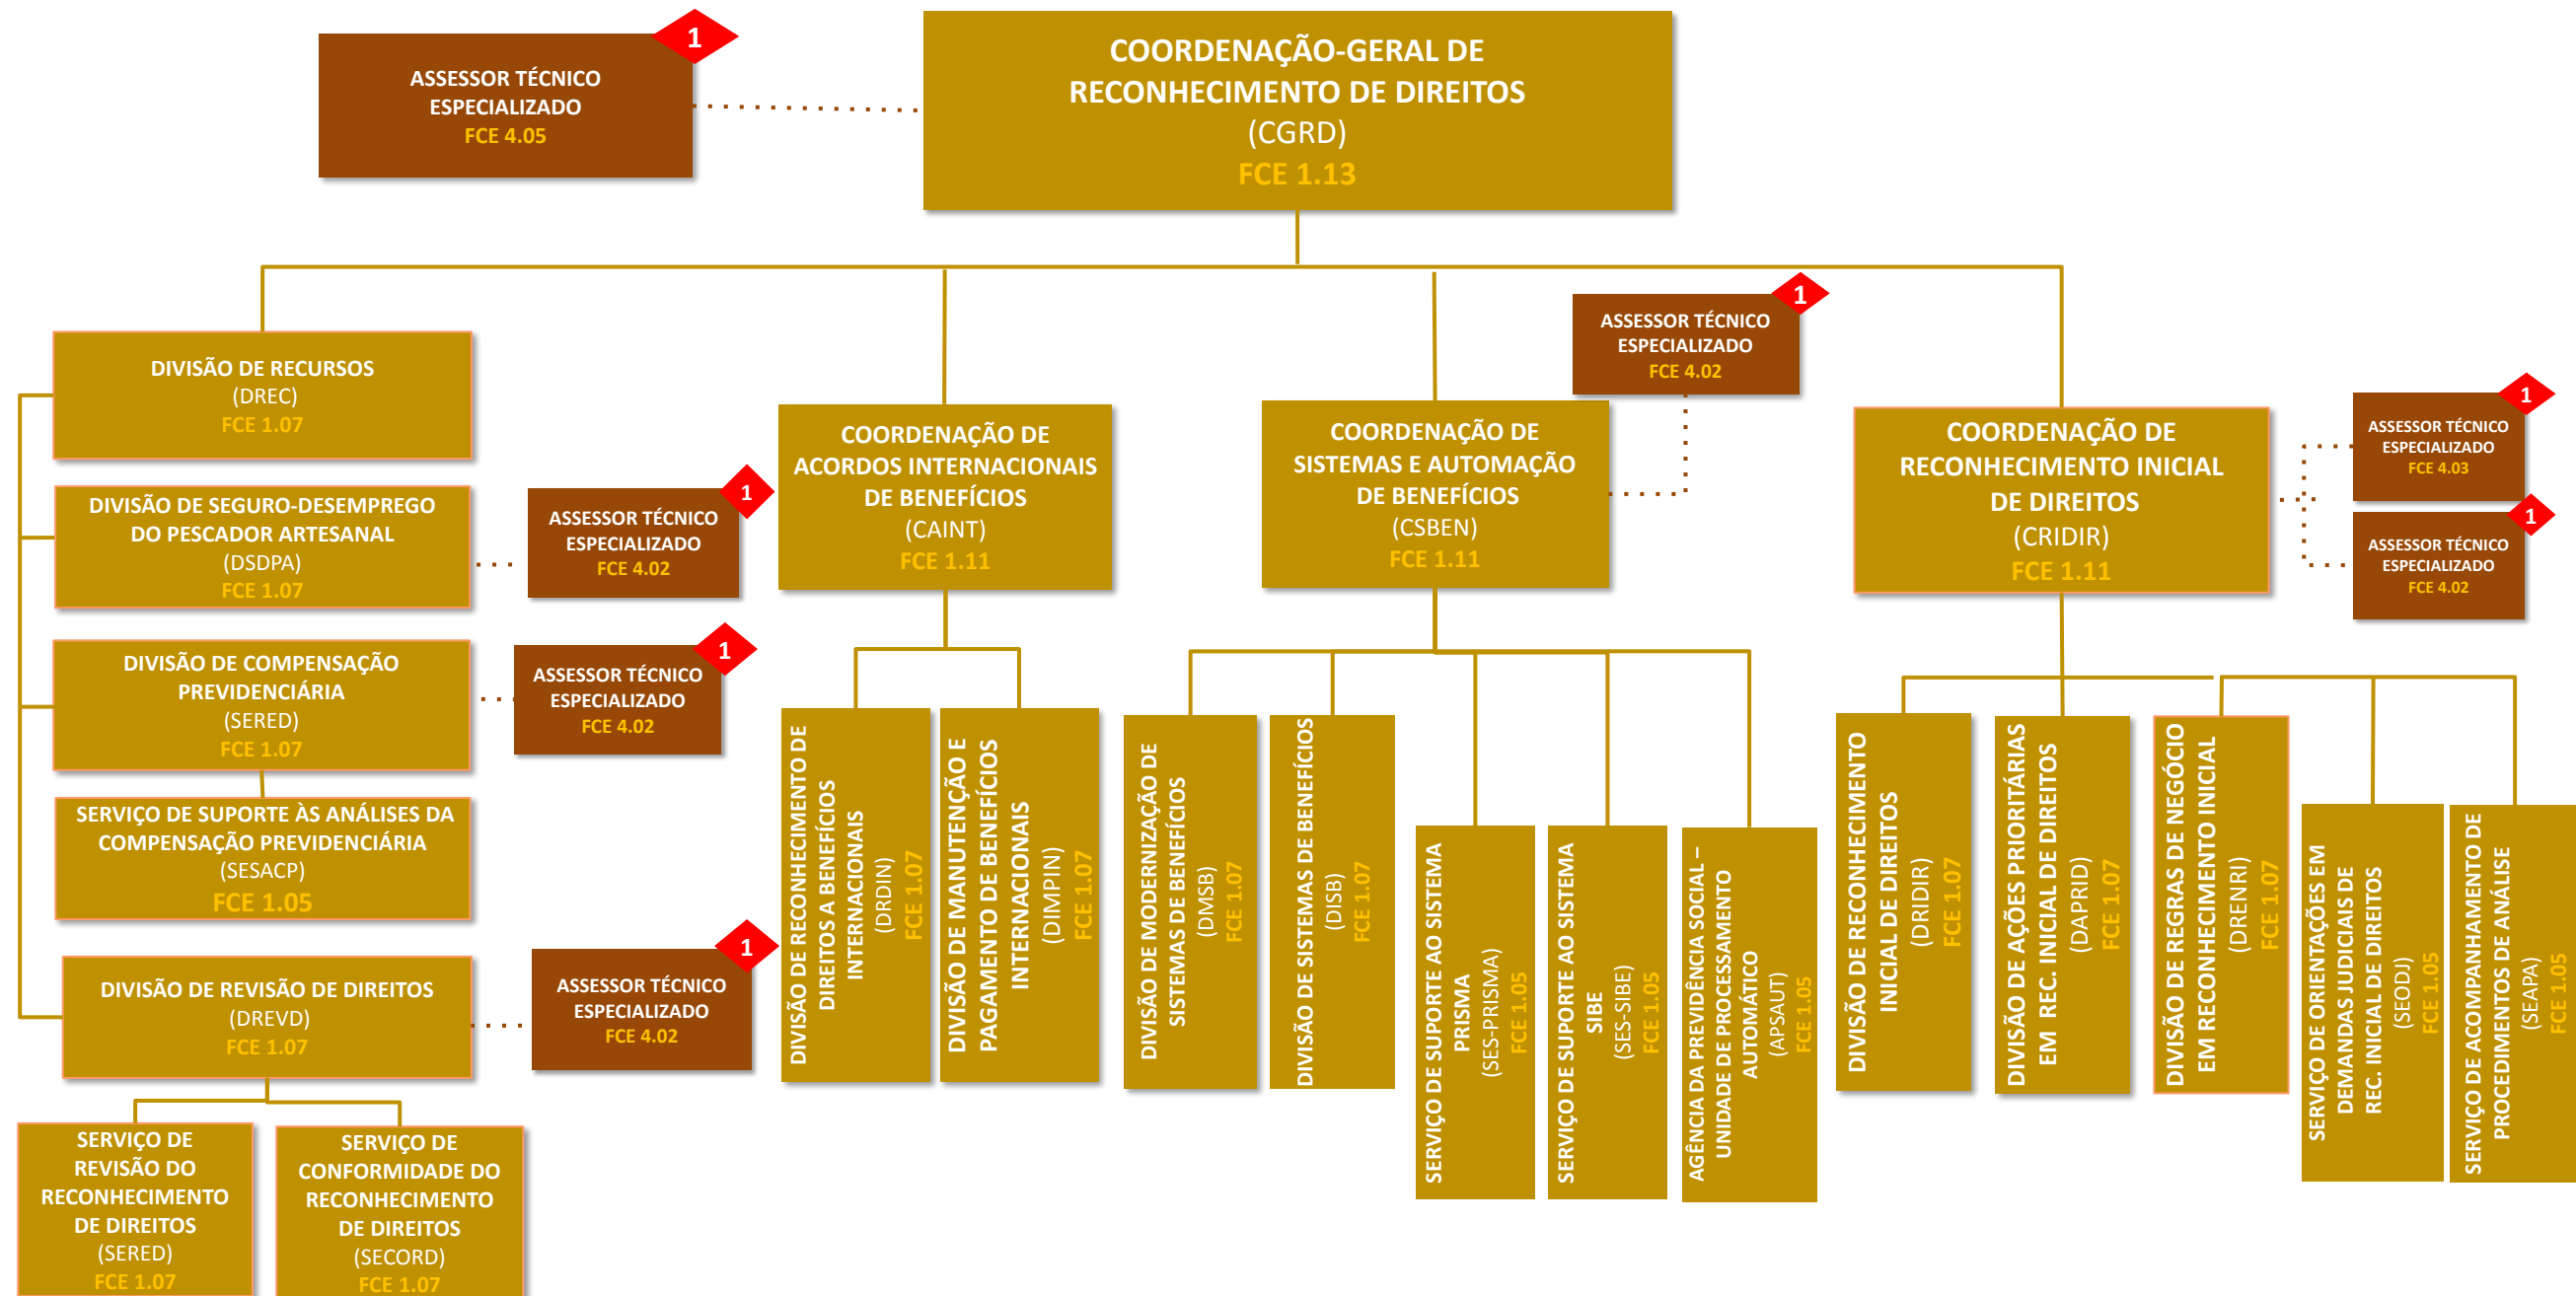 1
ASSESSOR TÉCNICO
ESPECIALIZADO
FCE 4.05
COORDENAÇÃO-GERAL DE
RECONHECIMENTO DE DIREITOS
(CGRD)
FCE 1.13
DIVISÃO DE RECURSOS
(DREC)
FCE 1.07
DIVISÃO DE SEGURO-DESEMPREGO
DO PESCADOR ARTESANAL
(DSDPA)
FCE 1.07
1
ASSESSOR TÉCNICO
ESPECIALIZADO
FCE 4.02
DIVISÃO DE COMPENSAÇÃO
PREVIDENCIÁRIA
(SERED)
FCE 1.07
1
ASSESSOR TÉCNICO
ESPECIALIZADO
FCE 4.02
SERVIÇO DE SUPORTE ÀS ANÁLISES DA
COMPENSAÇÃO PREVIDENCIÁRIA
(SESACP)
FCE 1.05
DIVISÃO DE REVISÃO DE DIREITOS
(DREVD)
FCE 1.07
1
ASSESSOR TÉCNICO
ESPECIALIZADO
FCE 4.02
SERVIÇO DE
REVISÃO DO
RECONHECIMENTO
DE DIREITOS
(SERED)
FCE 1.07
SERVIÇO DE
CONFORMIDADE DO
RECONHECIMENTO
DE DIREITOS
(SECORD)
FCE 1.07
COORDENAÇÃO DE
ACORDOS INTERNACIONAIS
DE BENEFÍCIOS
(CAINT)
FCE 1.11
DIVISÃO DE RECONHECIMENTO DE
DIREITOS A BENEFÍCIOS
INTERNACIONAIS
(DRDIN)
FCE 1.07
DIVISÃO DE MANUTENÇÃO E
PAGAMENTO DE BENEFÍCIOS
INTERNACIONAIS
(DIMPIN)
FCE 1.07
1
ASSESSOR TÉCNICO
ESPECIALIZADO
FCE 4.02
COORDENAÇÃO DE
SISTEMAS E AUTOMAÇÃO
DE BENEFÍCIOS
(CSBEN)
FCE 1.11
DIVISÃO DE MODERNIZAÇÃO DE
SISTEMAS DE BENEFÍCIOS
(DMSB)
FCE 1.07
DIVISÃO DE SISTEMAS DE BENEFÍCIOS
(DISB)
FCE 1.07
SERVIÇO DE SUPORTE AO SISTEMA
PRISMA
(SES-PRISMA)
FCE 1.05
SERVIÇO DE SUPORTE AO SISTEMA
SIBE
(SES-SIBE)
FCE 1.05
AGÊNCIA DA PREVIDÊNCIA SOCIAL –
UNIDADE DE PROCESSAMENTO
AUTOMÁTICO
(APSAUT)
FCE 1.05
COORDENAÇÃO DE
RECONHECIMENTO INICIAL
DE DIREITOS
(CRIDIR)
FCE 1.11
1
ASSESSOR TÉCNICO
ESPECIALIZADO
FCE 4.03
1
ASSESSOR TÉCNICO
ESPECIALIZADO
FCE 4.02
DIVISÃO DE RECONHECIMENTO
INICIAL DE DIREITOS
(DRIDIR)
FCE 1.07
DIVISÃO DE AÇÕES PRIORITÁRIAS
EM REC. INICIAL DE DIREITOS
(DAPRID)
FCE 1.07
DIVISÃO DE REGRAS DE NEGÓCIO
EM RECONHECIMENTO INICIAL
(DRENRI)
FCE 1.07
SERVIÇO DE ORIENTAÇÕES EM
DEMANDAS JUDICIAIS DE
REC. INICIAL DE DIREITOS
(SEODJ)
FCE 1.05
SERVIÇO DE ACOMPANHAMENTO DE
PROCEDIMENTOS DE ANÁLISE
(SEAPA)
FCE 1.05